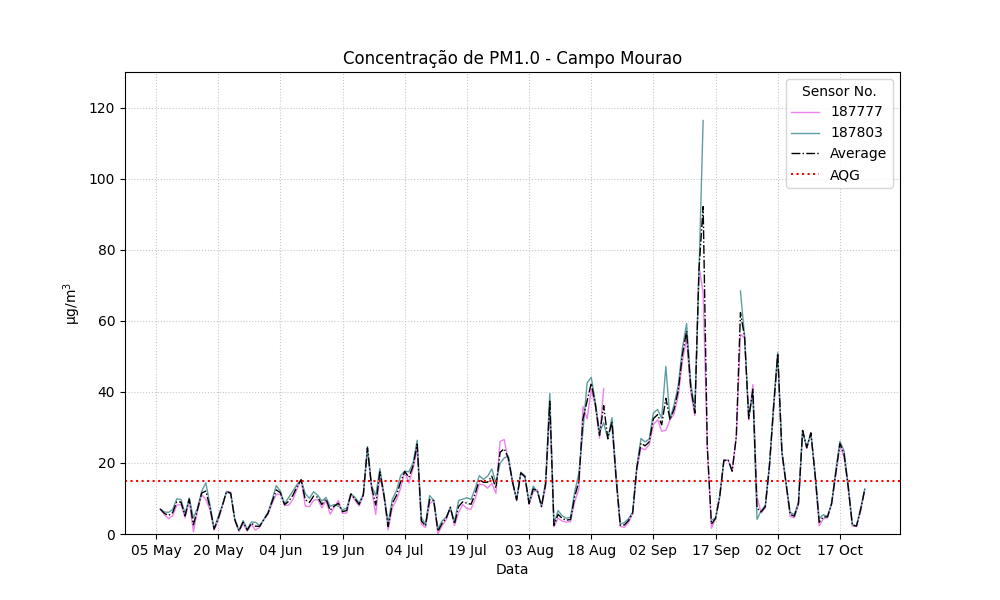 Concentração de PM1.0 - Campo Mourao
Sensor No.
187777
187803
Average
AQG
µg/m³
120
100
80
60
40
20
0
05 May 20 May 04 Jun 19 Jun 04 Jul 19 Jul 03 Aug 18 Aug 02 Sep 17 Sep 02 Oct 17 Oct
Data